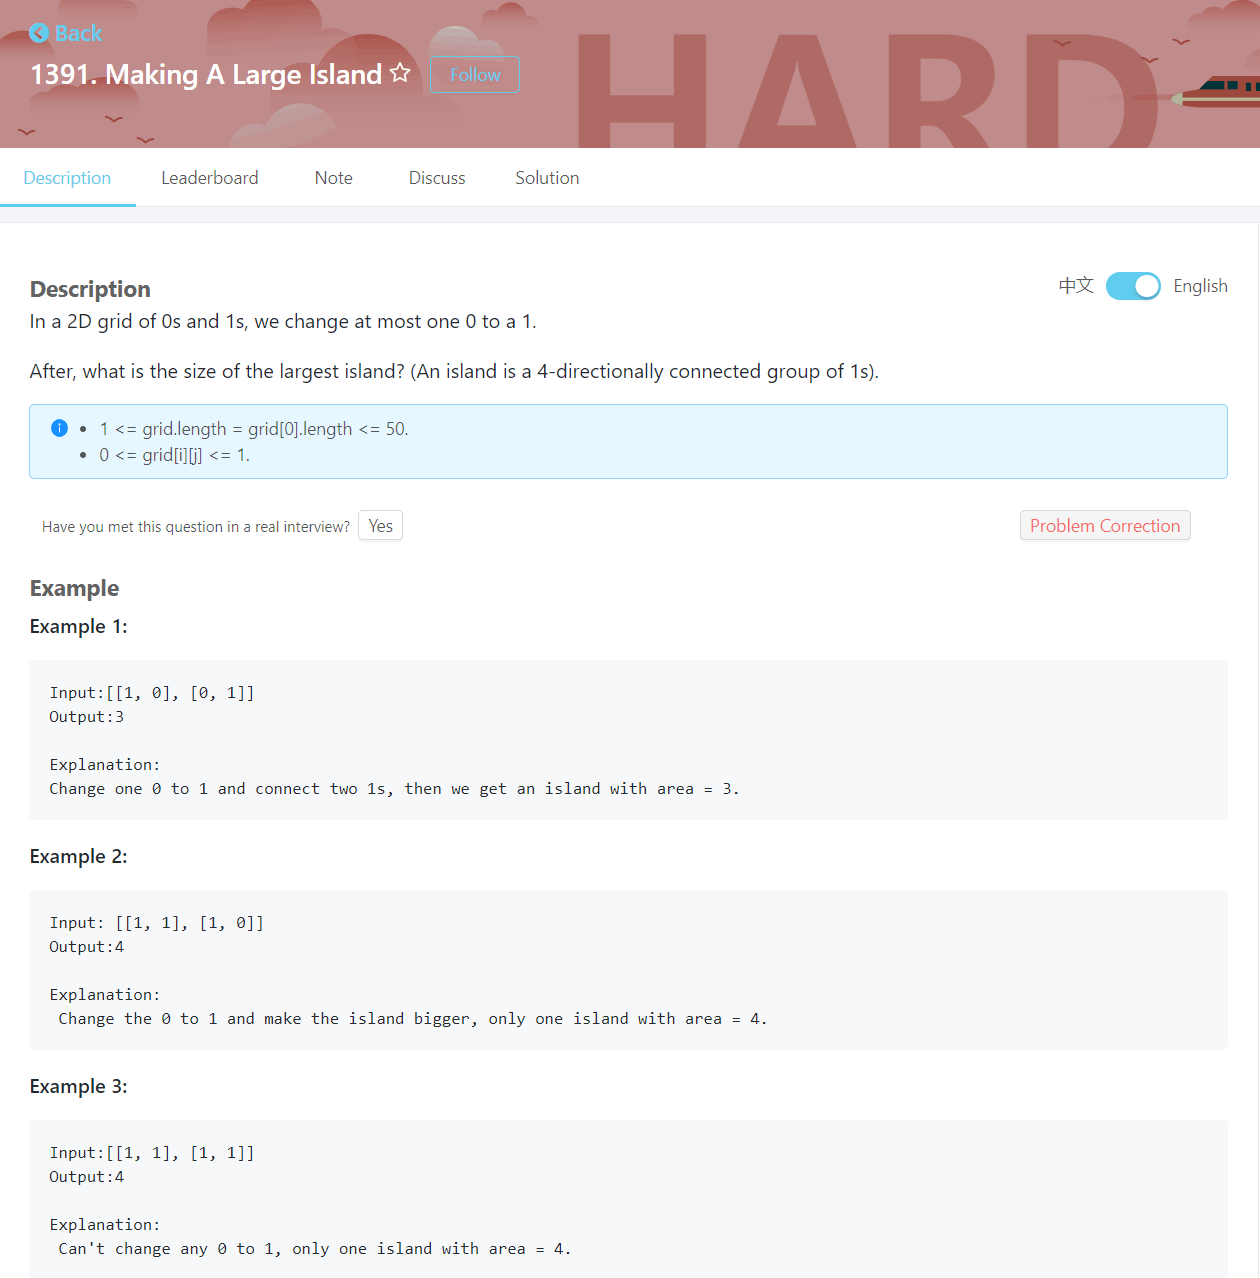 Back
1391. Making A Large Island
Follow
HARD
Description
Leaderboard
Note
Discuss
Solution
Description
中文
English
In a 2D grid of 0s and 1s, we change at most one 0 to a 1.
After, what is the size of the largest island? (An island is a 4-directionally connected group of 1s).
• 1 <= grid.length = grid[0].length <= 50.
• 0 <= grid[i][j] <= 1.
Have you met this question in a real interview?
Yes
Problem Correction
Example
Example 1:
Input:[[1, 0], [0, 1]]
Output:3
Explanation:
Change one 0 to 1 and connect two 1s, then we get an island with area = 3.
Example 2:
Input: [[1, 1], [1, 0]]
Output:4
Explanation:
Change the 0 to 1 and make the island bigger, only one island with area = 4.
Example 3:
Input:[[1, 1], [1, 1]]
Output:4
Explanation:
Can't change any 0 to 1, only one island with area = 4.